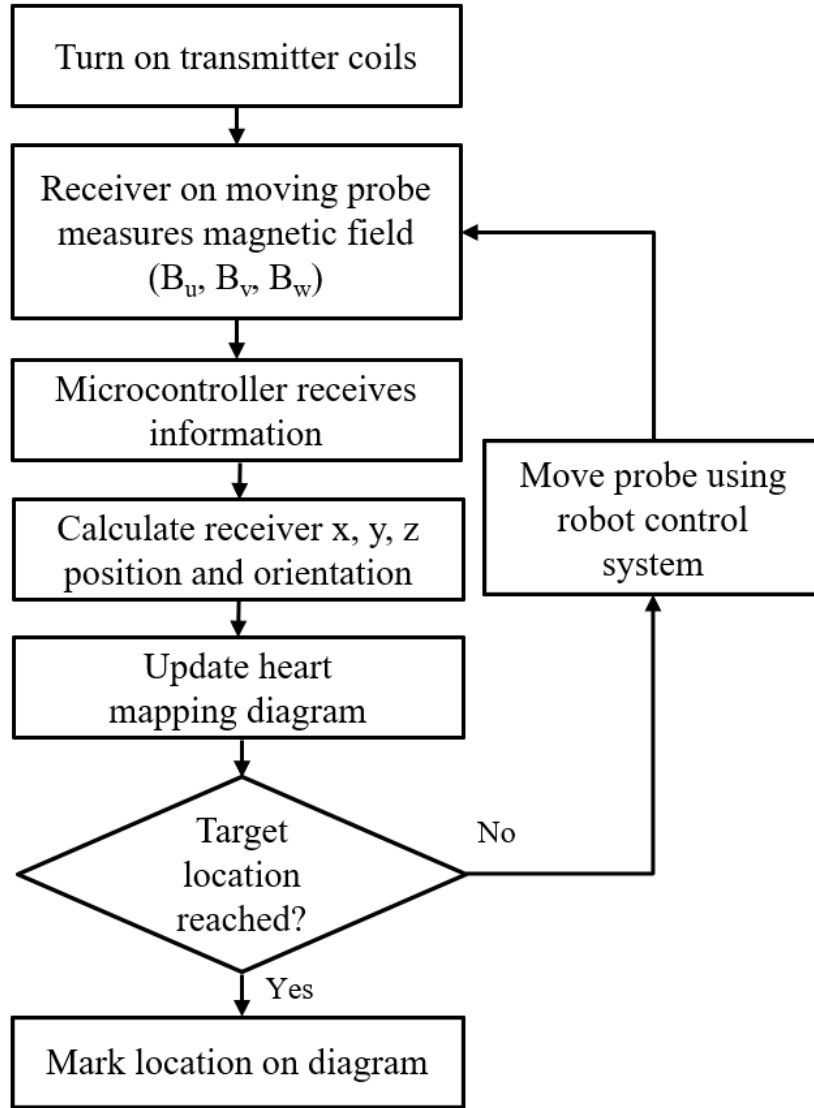 Turn on transmitter coils
Receiver on moving probe
measures magnetic field
(Bᵤ, Bᵥ, B_w)
Microcontroller receives
information
Calculate receiver x, y, z
position and orientation
Update heart
mapping diagram
Target
location
reached?
No
Move probe using
robot control
system
Yes
Mark location on diagram